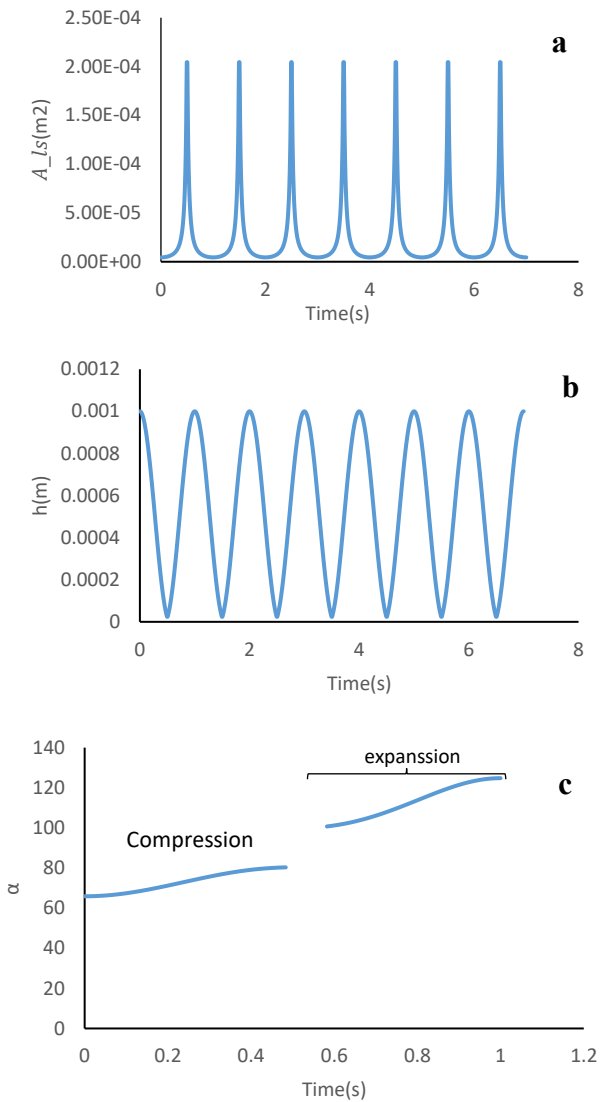 a
2.50E-04
2.00E-04
1.50E-04
1.00E-04
5.00E-05
0.00E+00
A_ls(m2)
0 2 4 6 8
Time(s)
b
0.0012
0.001
0.0008
0.0006
0.0004
0.0002
0
h(m)
0 2 4 6 8
Time(s)
c
140
120
100
80
60
40
20
0
α
expanssion
Compression
0 0.2 0.4 0.6 0.8 1 1.2
Time(s)